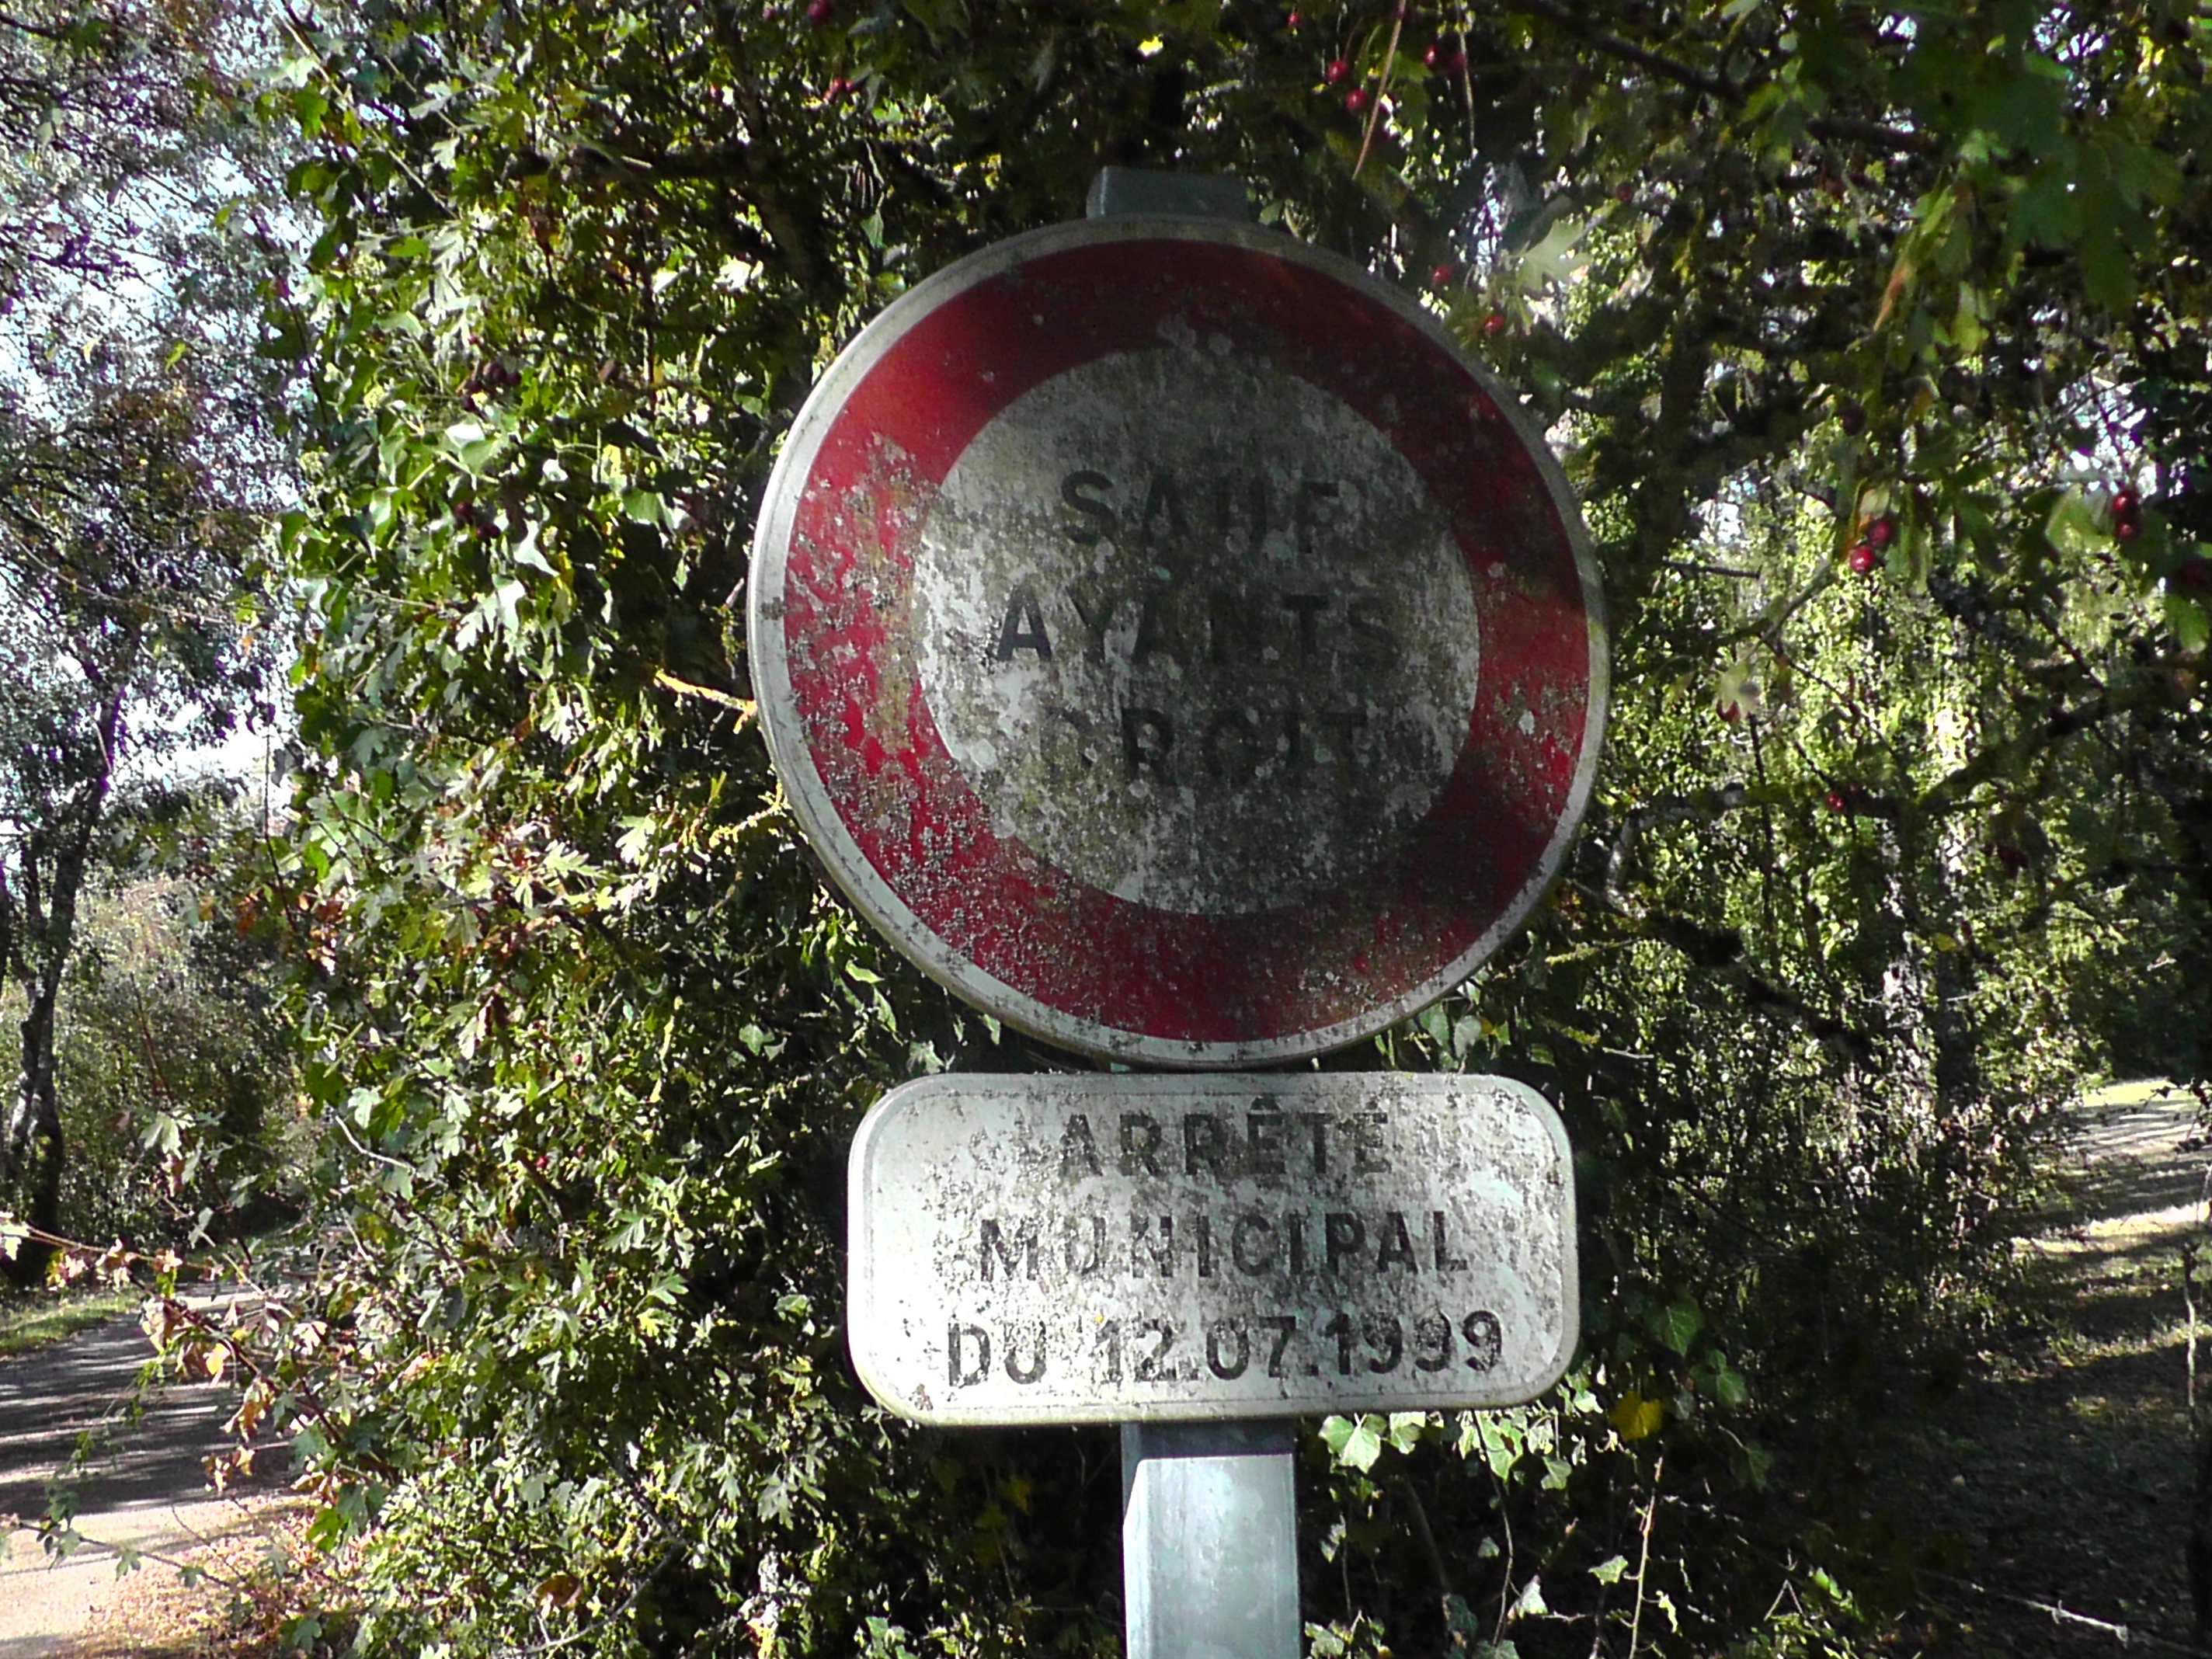 SAUF
AYANTS
DROIT
ARRÊTÉ
MUNICIPAL
DU 12.07.1999